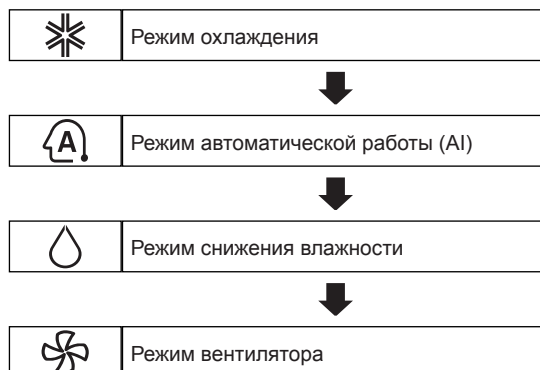 Режим охлаждения
A
Режим автоматической работы (AI)
Режим снижения влажности
Режим вентилятора